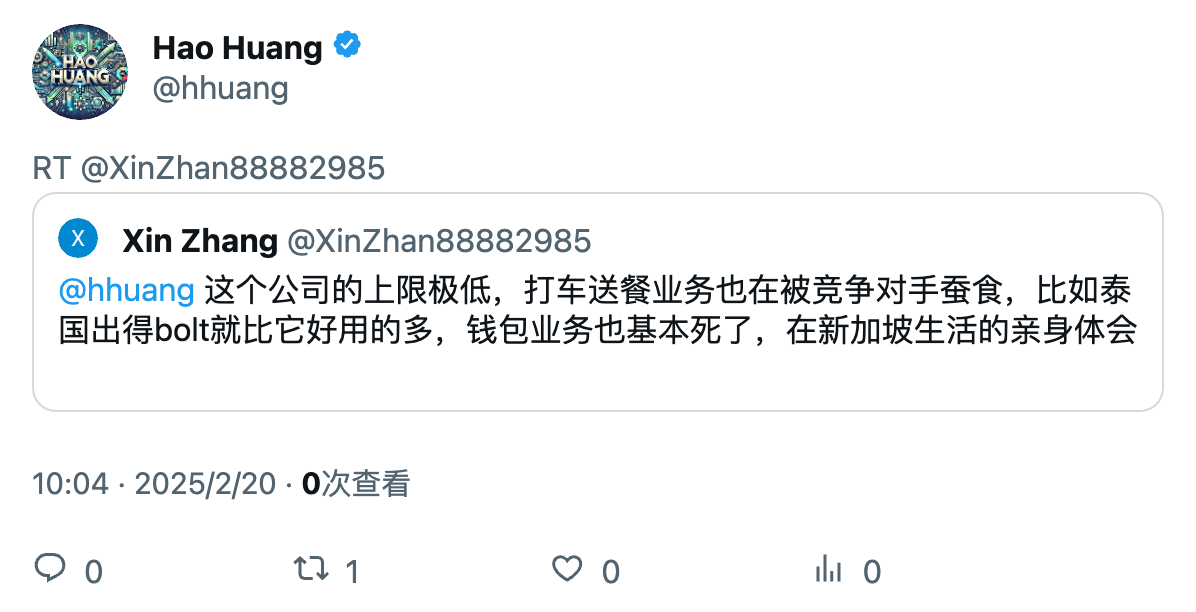 HAO
HUANG
Hao Huang
@hhuang
RT @XinZhan88882985
X
Xin Zhang @XinZhan88882985
@hhuang 这个公司的上限极低，打车送餐业务也在被竞争对手蚕食，比如泰
国出得bolt就比它好用的多，钱包业务也基本死了，在新加坡生活的亲身体会
10:04 · 2025/2/20 · 0次查看
0 1 0 0